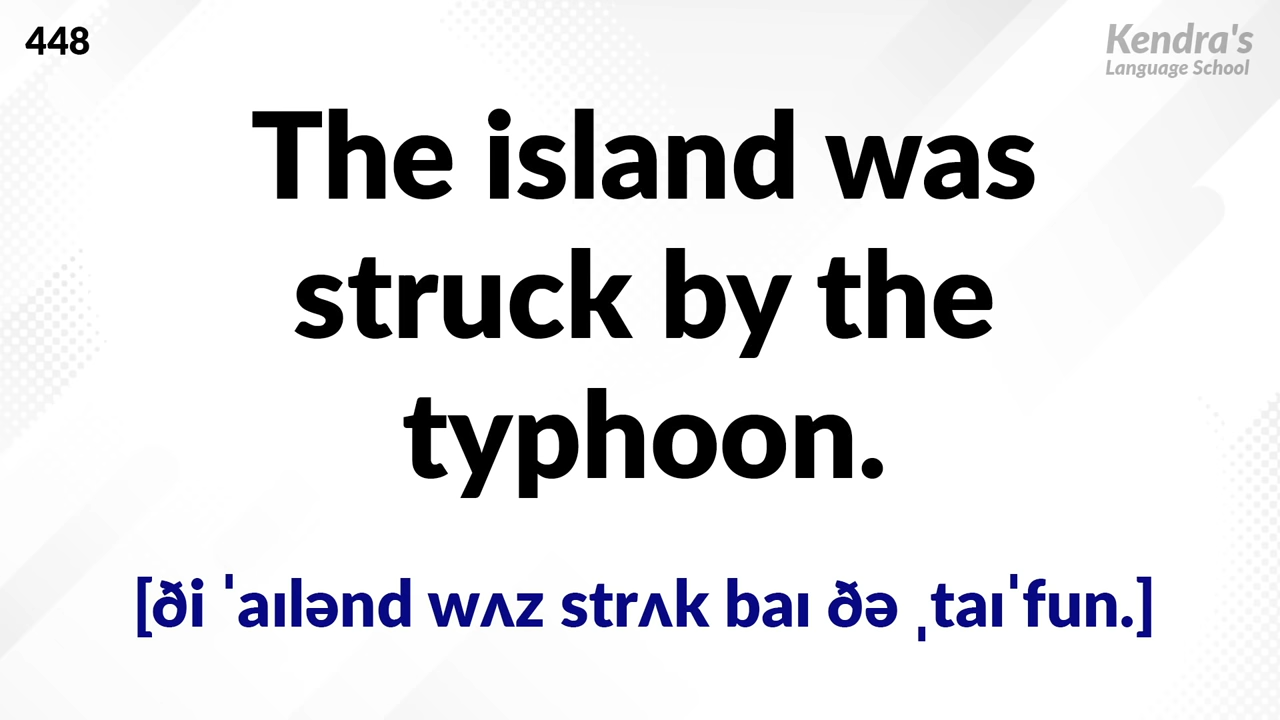 448
Kendra's
Language School
The island was
struck by the
typhoon.
[ði ˈaɪlənd wʌz strʌk baɪ ðə ˌtaɪˈfun.]